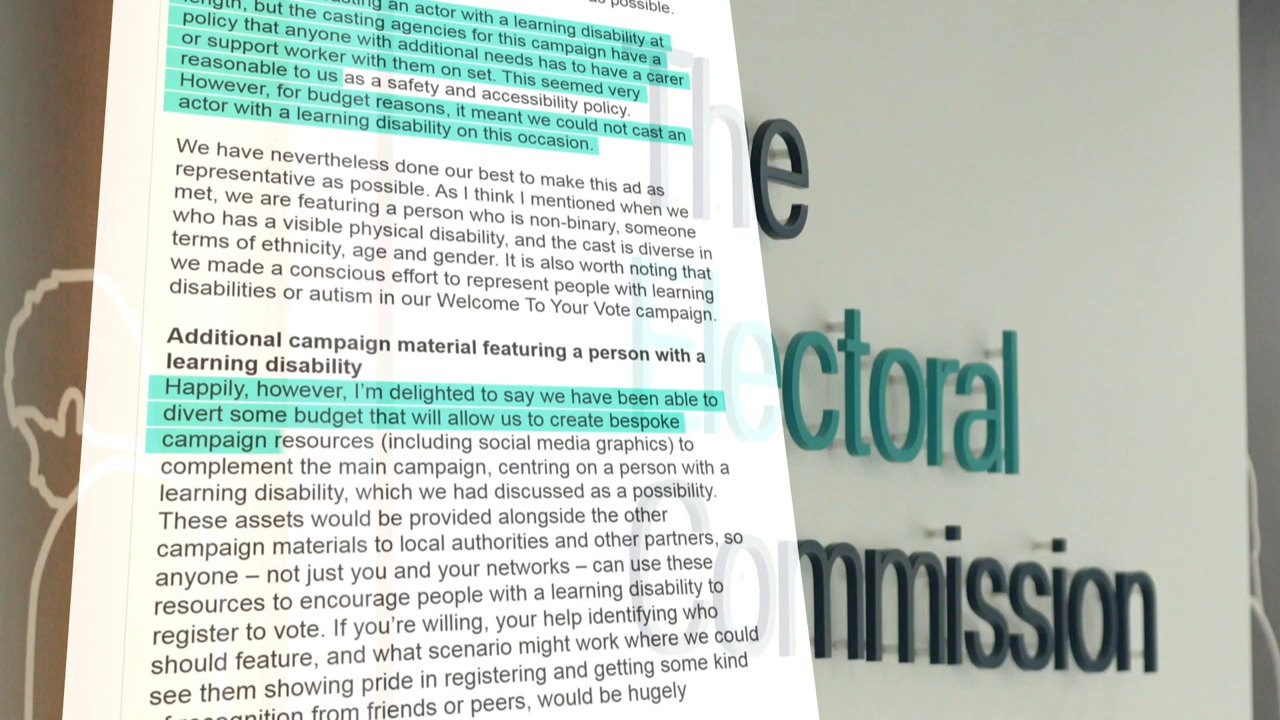 possible.
an actor with a learning disability at
length, but the casting agencies for this campaign have a
policy that anyone with additional needs has to have a carer
or support worker with them on set. This seemed very
reasonable to us as a safety and accessibility policy.
However, for budget reasons, it meant we could not cast an
actor with a learning disability on this occasion.
We have nevertheless done our best to make this ad as
representative as possible. As I think I mentioned when we
met, we are featuring a person who is non-binary, someone
who has a visible physical disability, and the cast is diverse in
terms of ethnicity, age and gender. It is also worth noting that
we made a conscious effort to represent people with learning
disabilities or autism in our Welcome To Your Vote campaign.
Additional campaign material featuring a person with a
learning disability
Happily, however, I'm delighted to say we have been able to
divert some budget that will allow us to create bespoke
campaign resources (including social media graphics) to
complement the main campaign, centring on a person with a
learning disability, which we had discussed as a possibility.
These assets would be provided alongside the other
campaign materials to local authorities and other partners, so
anyone – not just you and your networks – can use these
resources to encourage people with a learning disability to
register to vote. If you're willing, your help identifying who
should feature, and what scenario might work where we could
see them showing pride in registering and getting some kind
of recognition from friends or peers, would be hugely
The
Electoral
Commission